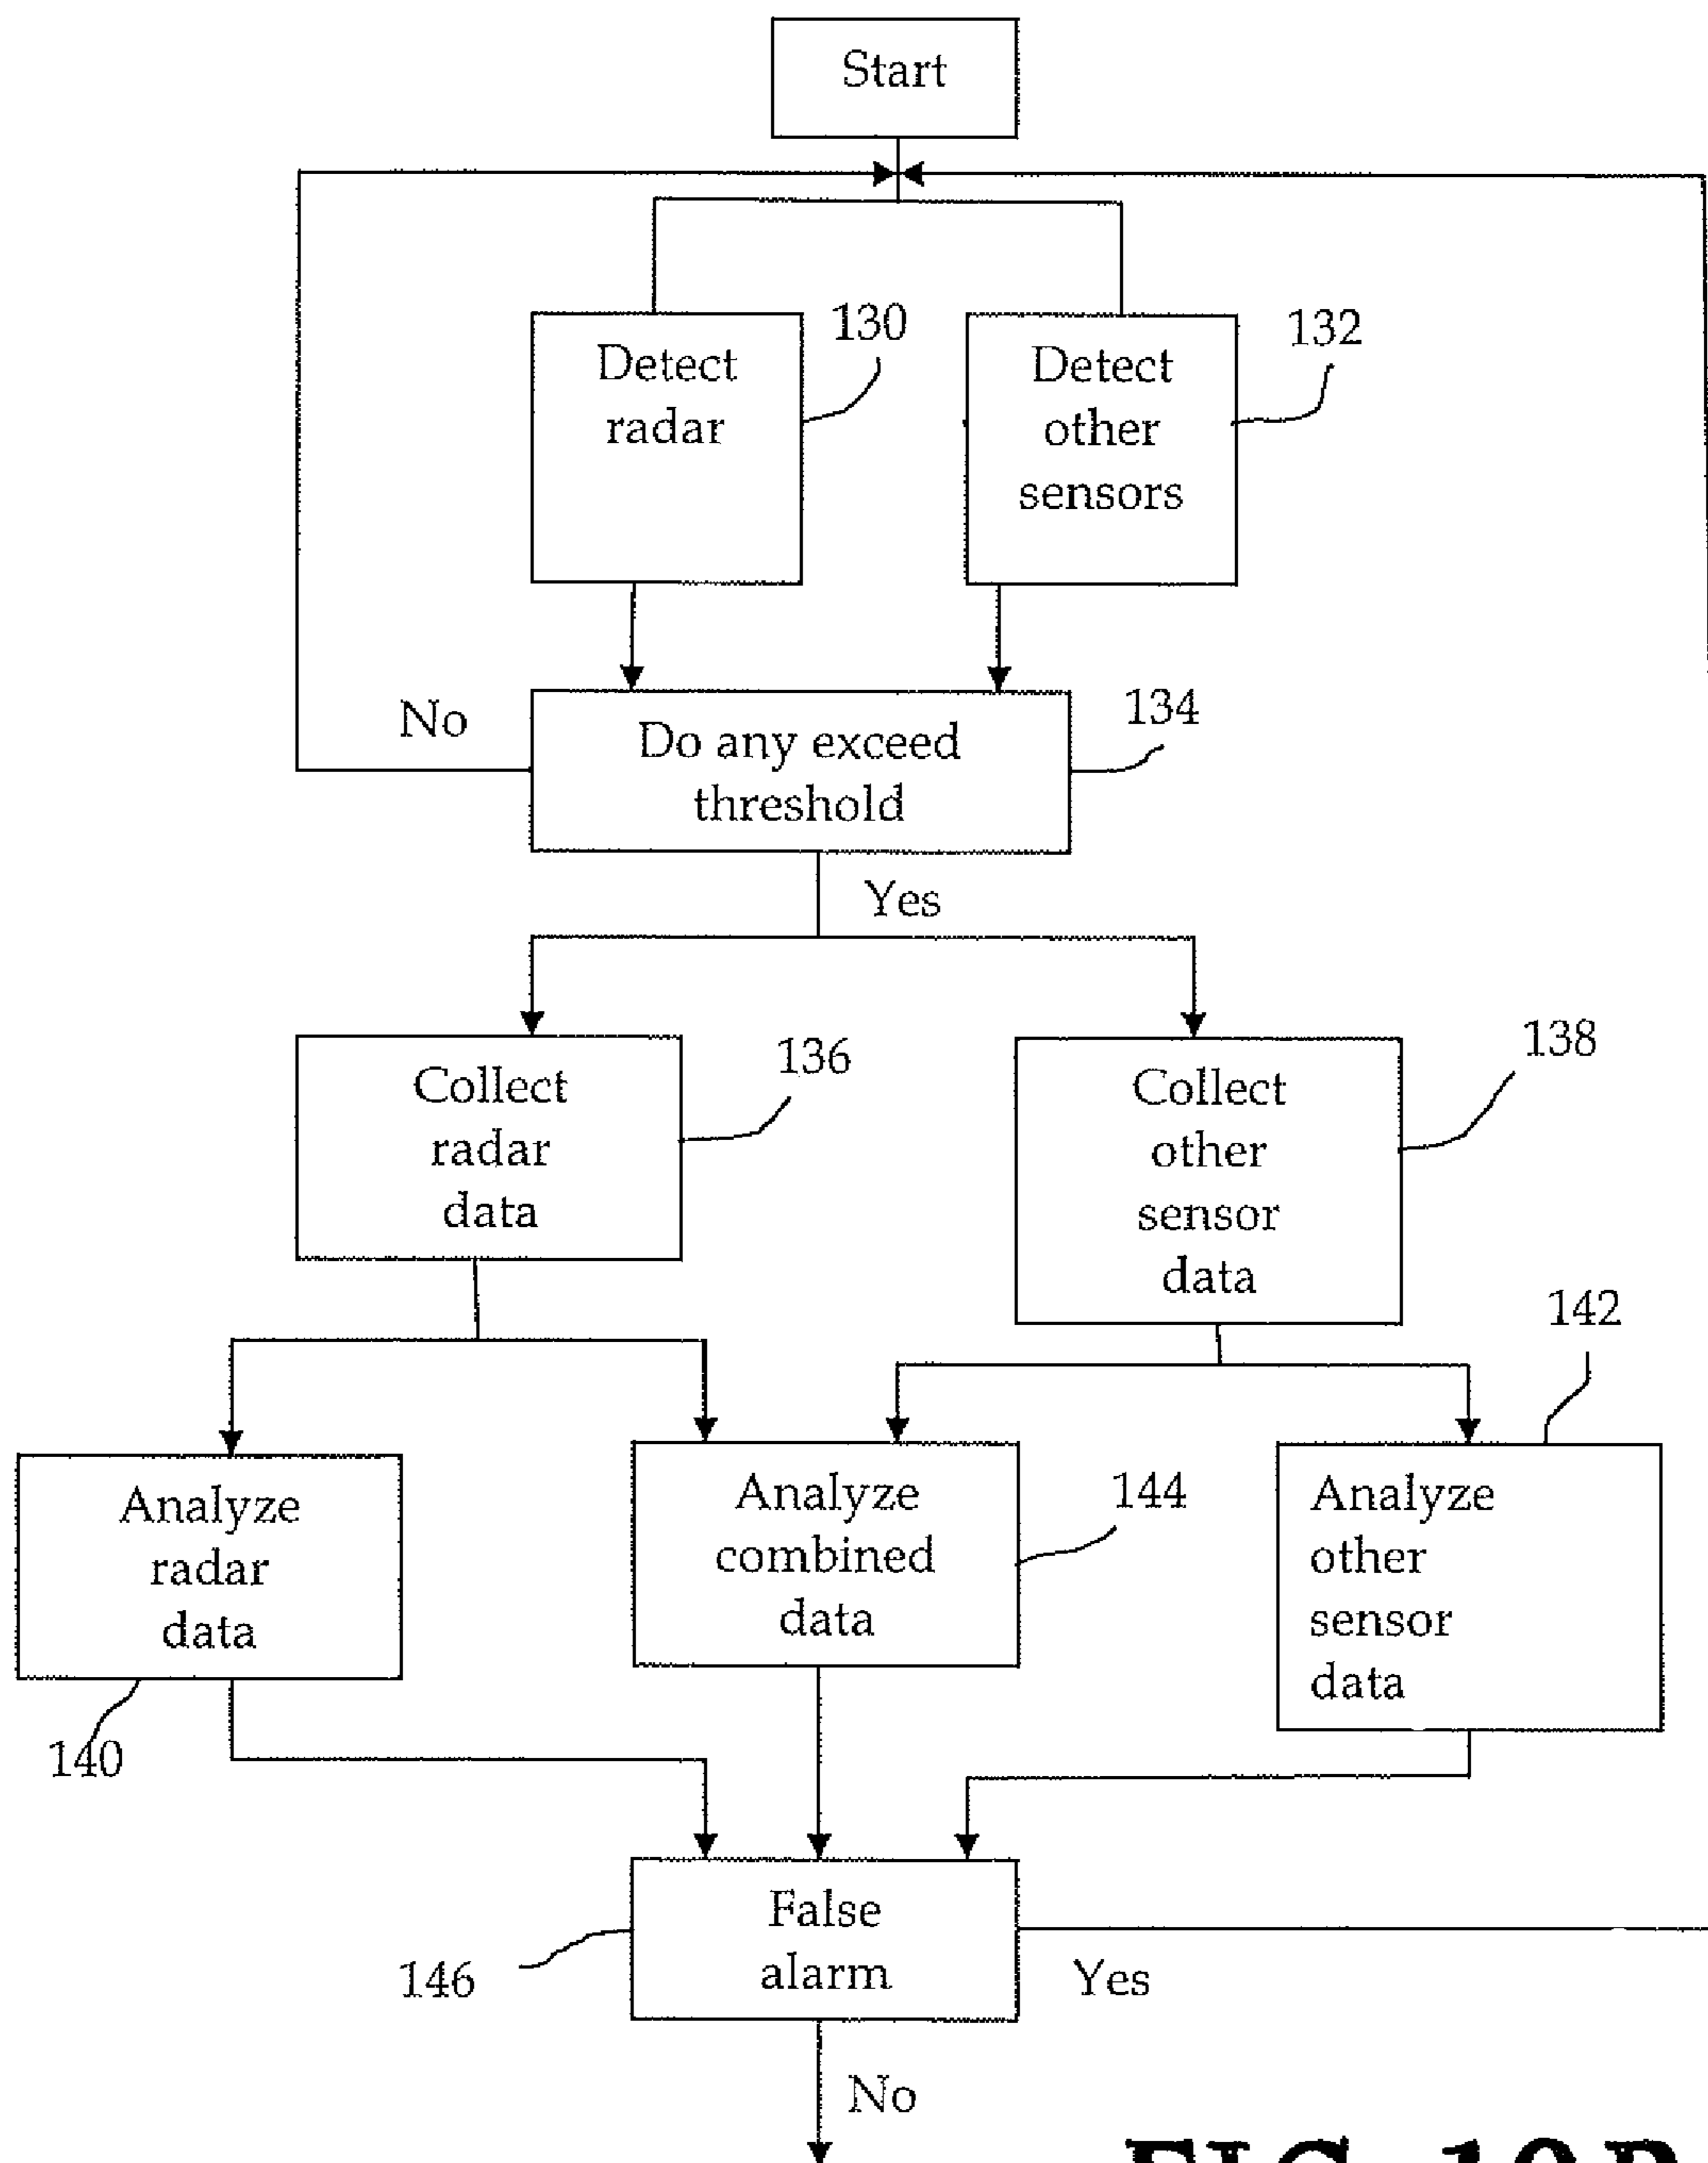 Start
130
Detect
radar
132
Detect
other
sensors
No
134
Do any exceed
threshold
Yes
136
Collect
radar
data
138
Collect
other
sensor
data
142
Analyze
radar
data
140
144
Analyze
combined
data
Analyze
other
sensor
data
False
alarm
146
Yes
No